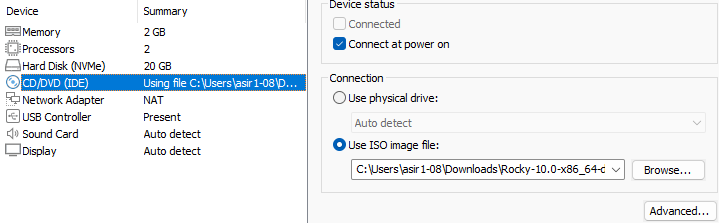 Device Summary
Memory 2 GB
Processors 2
Hard Disk (NVMe) 20 GB
CD/DVD (IDE) Using file C:\Users\asir1-08\D...
Network Adapter NAT
USB Controller Present
Sound Card Auto detect
Display Auto detect
Device status
Connected
Connect at power on
Connection
Use physical drive:
Auto detect
Use ISO image file:
C:\Users\asir1-08\Downloads\Rocky-10.0-x86_64-d
Browse...
Advanced...